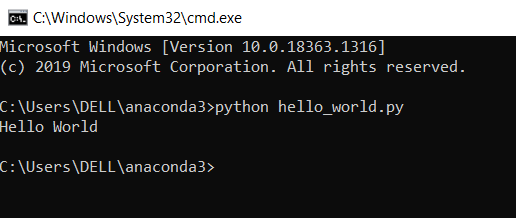 C:\Windows\System32\cmd.exe
Microsoft Windows [Version 10.0.18363.1316]
(c) 2019 Microsoft Corporation. All rights reserved.
C:\Users\DELL\anaconda3>python hello_world.py
Hello World
C:\Users\DELL\anaconda3>